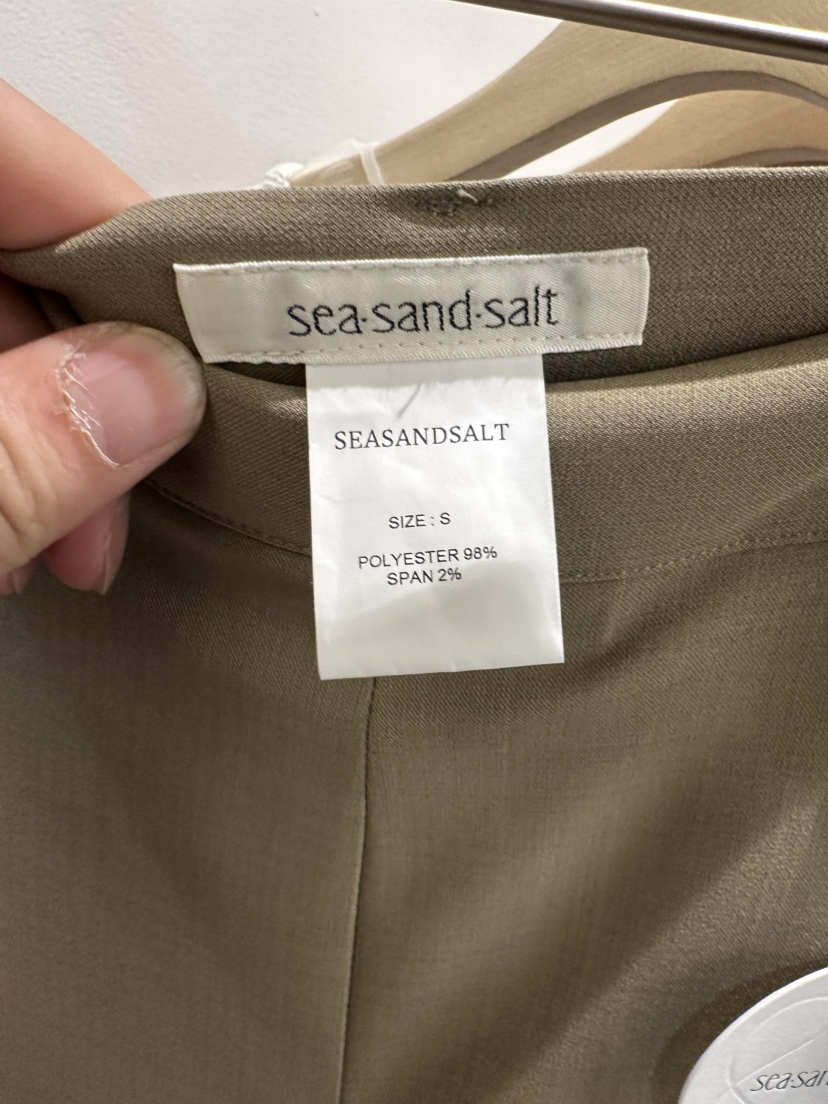 sea·sand·salt
SEASANDSALT
SIZE : S
POLYESTER 98%
SPAN 2%